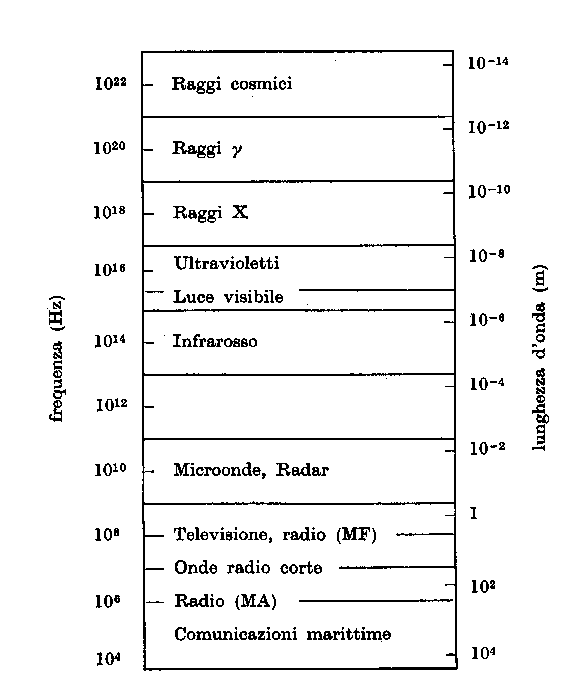 10⁻¹⁴
10²² Raggi cosmici
10⁻¹²
10²⁰ Raggi γ
10⁻¹⁰
10¹⁸ Raggi X
10⁻⁸
Ultravioletti
10¹⁶
Luce visibile
10⁻⁶
10¹⁴ Infrarosso
10⁻⁴
10¹²
10⁻²
10¹⁰ Microonde, Radar
1
10⁸ Televisione, radio (MF)
Onde radio corte
10²
10⁶ Radio (MA)
Comunicazioni marittime
10⁴
10⁴
frequenza (Hz)
lunghezza d'onda (m)